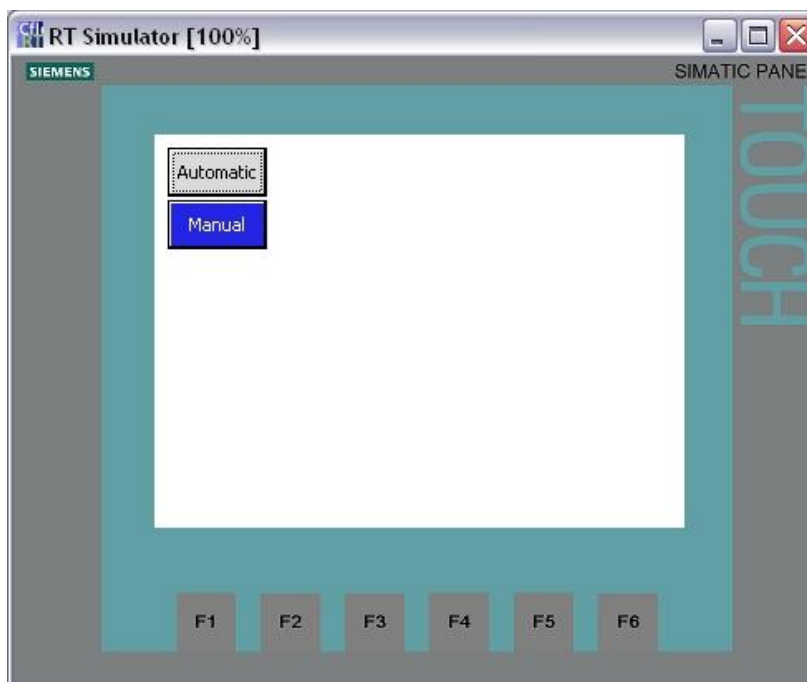 RT Simulator [100%]
SIEMENS
SIMATIC PANE
TOUCH
Automatic
Manual
F1 F2 F3 F4 F5 F6